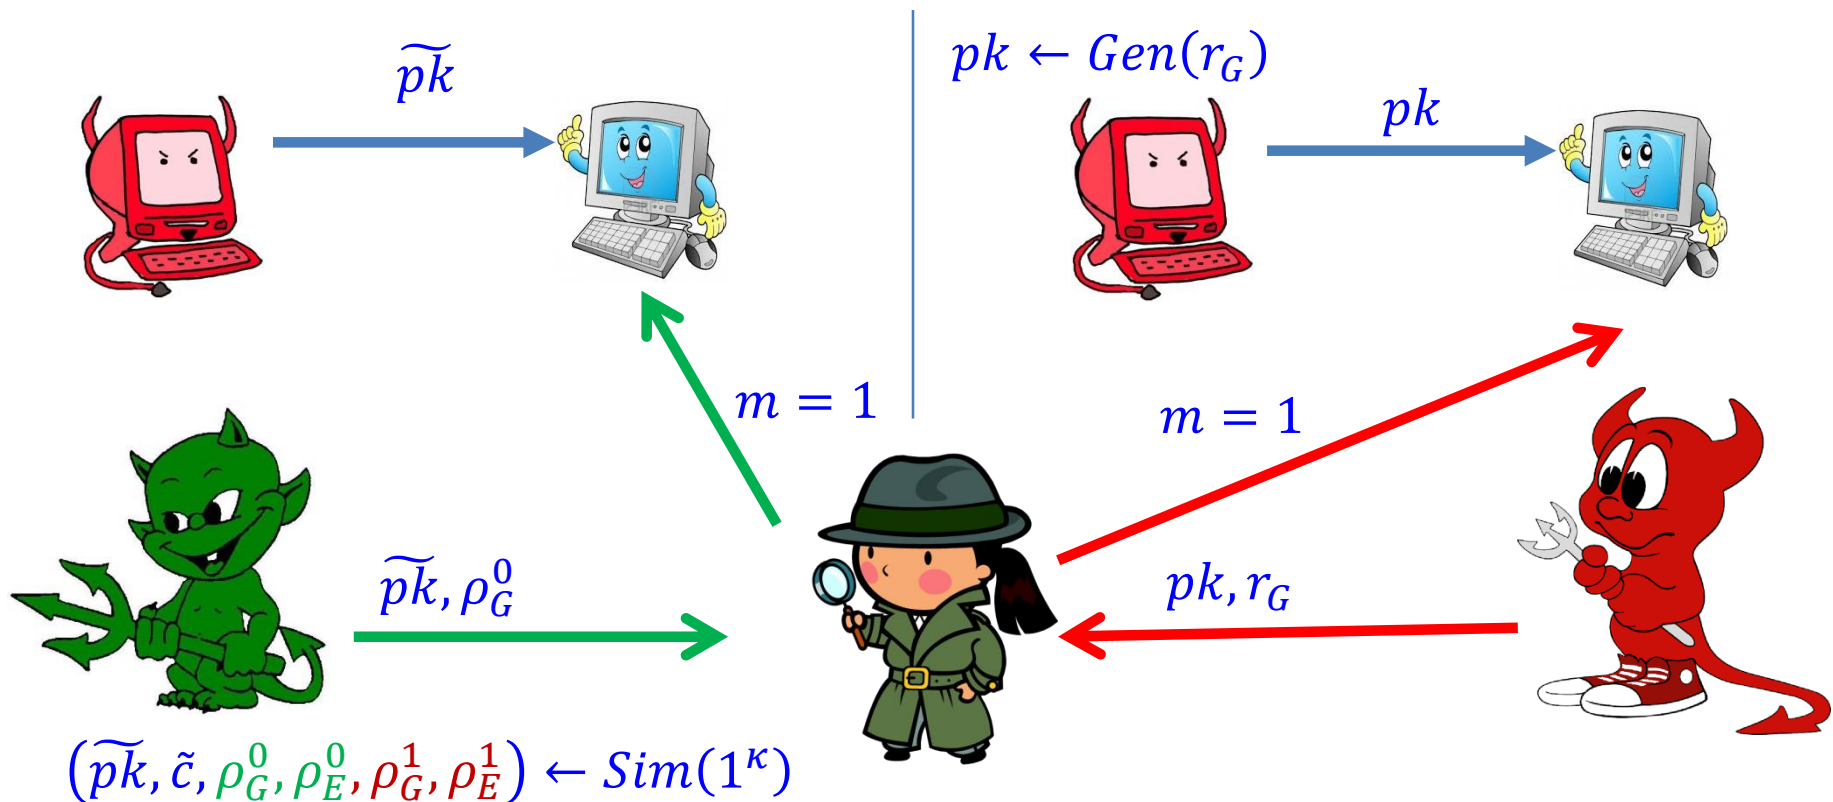 p͠k
pk ← Gen(r_G)
pk
m = 1
m = 1
p͠k, ρ_G^0
pk, r_G
(p͠k, c̃, ρ_G^0, ρ_E^0, ρ_G^1, ρ_E^1) ← Sim(1^κ)